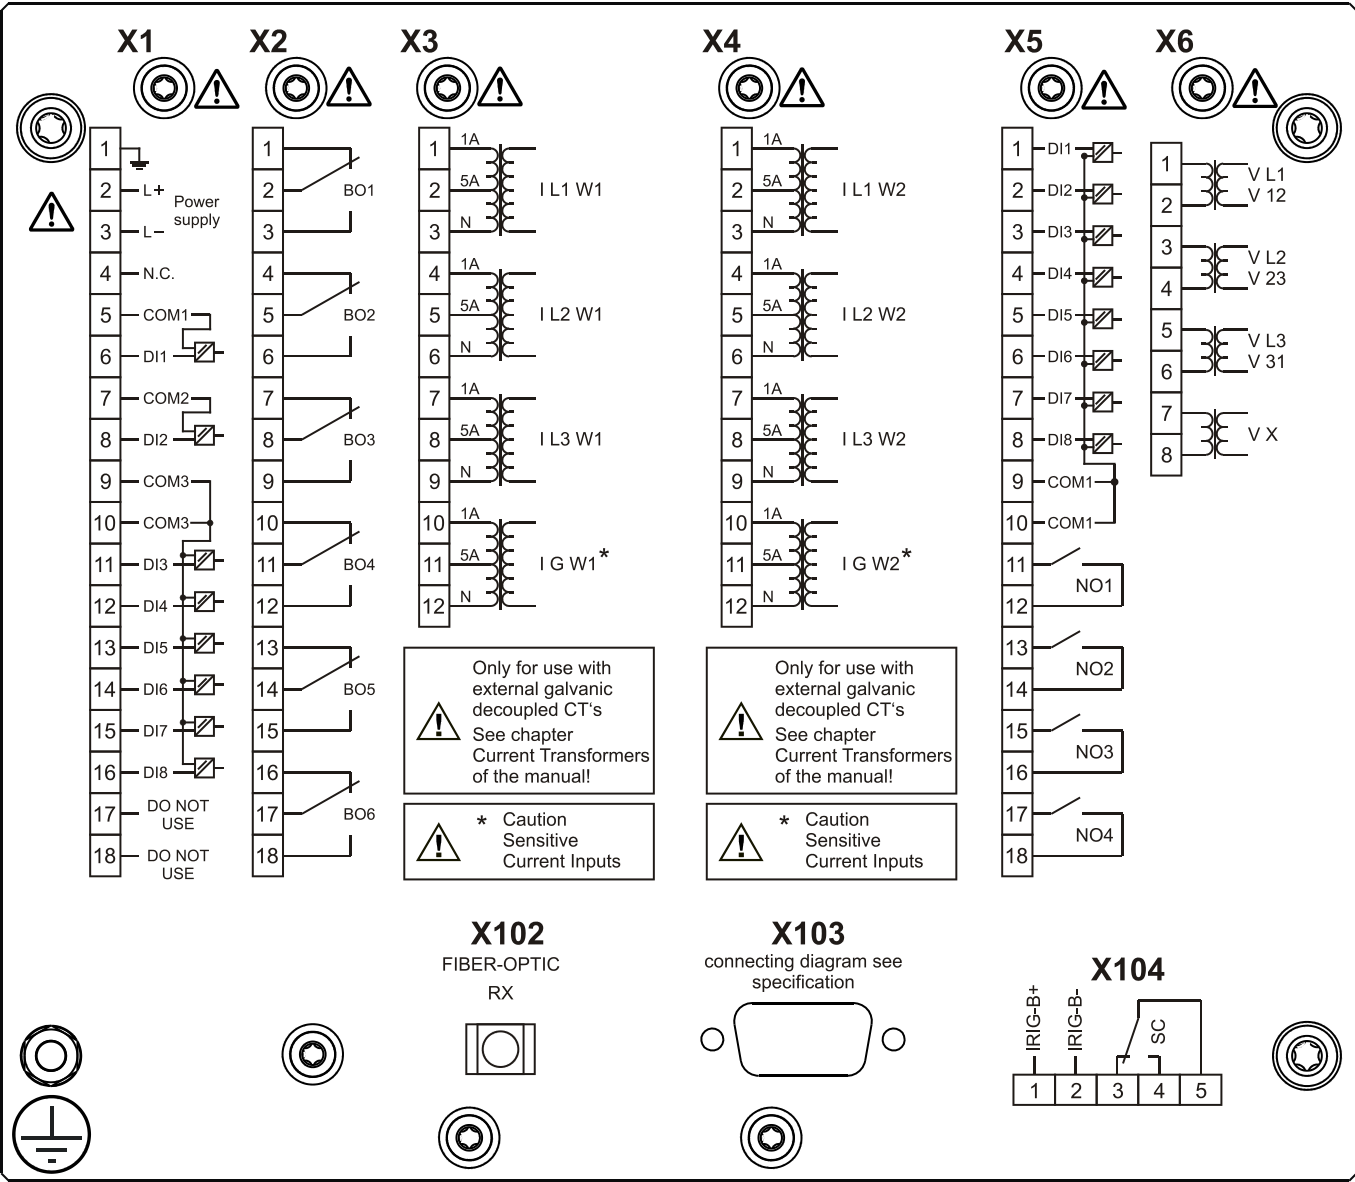 X1
1
2 L+
Power
supply
3 L−
4 N.C.
5 COM1
6 DI1
7 COM2
8 DI2
9 COM3
10 COM3
11 DI3
12 DI4
13 DI5
14 DI6
15 DI7
16 DI8
17 DO NOT
USE
18 DO NOT
USE
X2
1
2 BO1
3
4
5 BO2
6
7
8 BO3
9
10
11 BO4
12
13
14 BO5
15
16
17 BO6
18
X3
1 1A
2 5A I L1 W1
3 N
4 1A
5 5A I L2 W1
6 N
7 1A
8 5A I L3 W1
9 N
10 1A
11 5A I G W1*
12 N
Only for use with
external galvanic
decoupled CT‘s
See chapter
Current Transformers
of the manual!
* Caution
Sensitive
Current Inputs
X4
1 1A
2 5A I L1 W2
3 N
4 1A
5 5A I L2 W2
6 N
7 1A
8 5A I L3 W2
9 N
10 1A
11 5A I G W2*
12 N
Only for use with
external galvanic
decoupled CT‘s
See chapter
Current Transformers
of the manual!
* Caution
Sensitive
Current Inputs
X5
1 DI1
2 DI2
3 DI3
4 DI4
5 DI5
6 DI6
7 DI7
8 DI8
9 COM1
10 COM1
11
NO1
12
13
NO2
14
15
NO3
16
17
NO4
18
X6
1
V L1
V 12
2
3
V L2
V 23
4
5
V L3
V 31
6
7
V X
8
X102
FIBER-OPTIC
RX
X103
connecting diagram see
specification
X104
IRIG-B+
IRIG-B-
SC
1 2 3 4 5